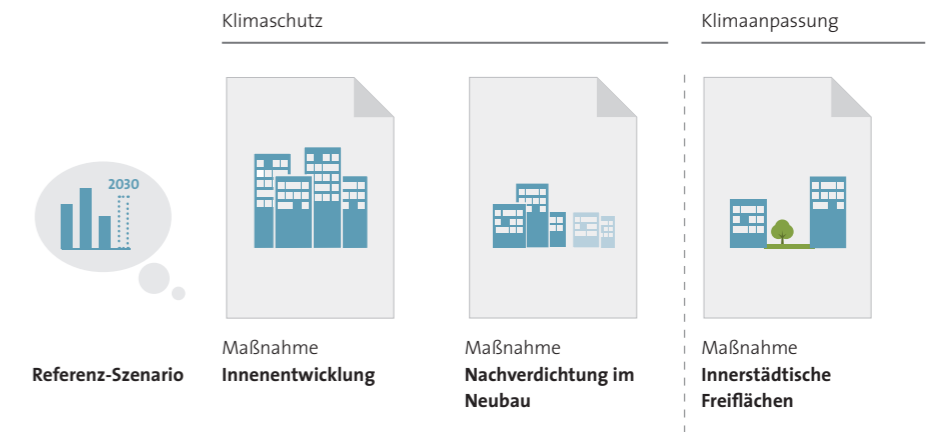 Klimaschutz
Klimaanpassung
2030
Referenz-Szenario
Maßnahme
Innenentwicklung
Maßnahme
Nachverdichtung im
Neubau
Maßnahme
Innerstädtische
Freiflächen